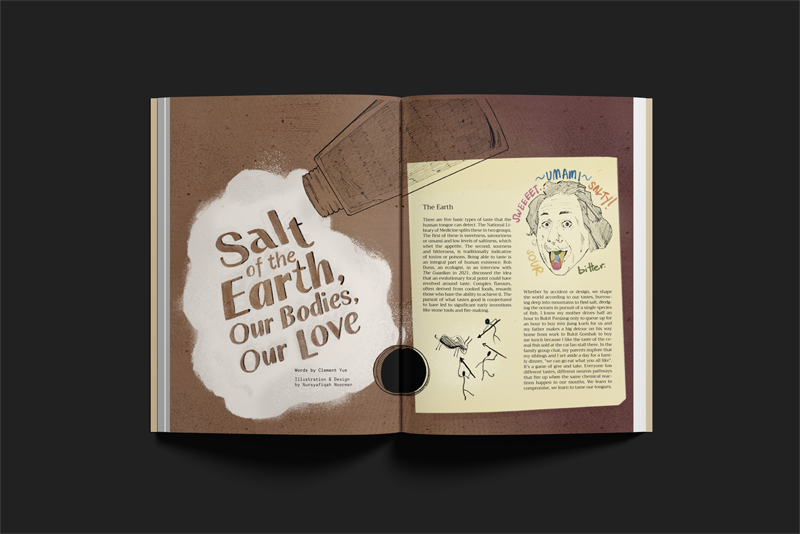 Salt
of the
Earth,
Our Bodies,
Our Love
Words by Clement Yue
Illustration & Design
by Nursyafiqah Noorman
The Earth
There are five basic types of taste that the
human tongue can detect. The National Li-
brary of Medicine splits these in two groups.
The first of these is sweetness, savouriness
or umami and low levels of saltiness, which
whet the appetite. The second, sourness
and bitterness, is traditionally indicative
of toxins or poisons. Being able to taste is
an integral part of human existence. Rob
Dunn, an ecologist, in an interview with
The Guardian in 2021, discussed the idea
that an evolutionary focal point could have
revolved around taste. Complex flavours,
often derived from cooked foods, rewards
those who have the ability to achieve it. The
pursuit of what tastes good is conjectured
to have led to significant early inventions
like stone tools and fire-making.
SWEEEET
~UMAMI~
SALTY!
SOUR
bitter.
Whether by accident or design, we shape
the world according to our tastes, burrow-
ing deep into mountains to find salt, dredg-
ing the oceans in pursuit of a single species
of fish. I know my mother drives half an
hour to Bukit Panjang only to queue up for
an hour to buy into jiang kueh for us and
my father makes a big detour on his way
home from work to Bukit Gombak to buy
me lunch because I like the taste of the ce-
real fish sold at the cai fan stall there. In the
family group chat, my parents implore that
my siblings and I set aside a day for a fami-
ly dinner, "we can go eat what you all like".
It's a game of give and take. Everyone has
different tastes, different neuron pathways
that fire up when the same chemical reac-
tions happen in our mouths. We learn to
compromise, we learn to tame our tongues.